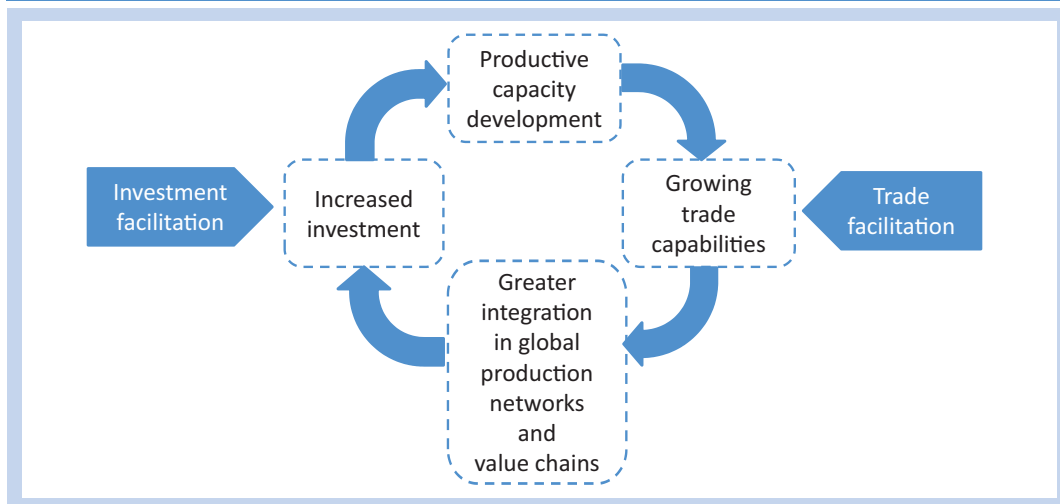 Productive
capacity
development
Investment
facilitation
Increased
investment
Growing
trade
capabilities
Trade
facilitation
Greater
integration
in global
production
networks
and
value chains